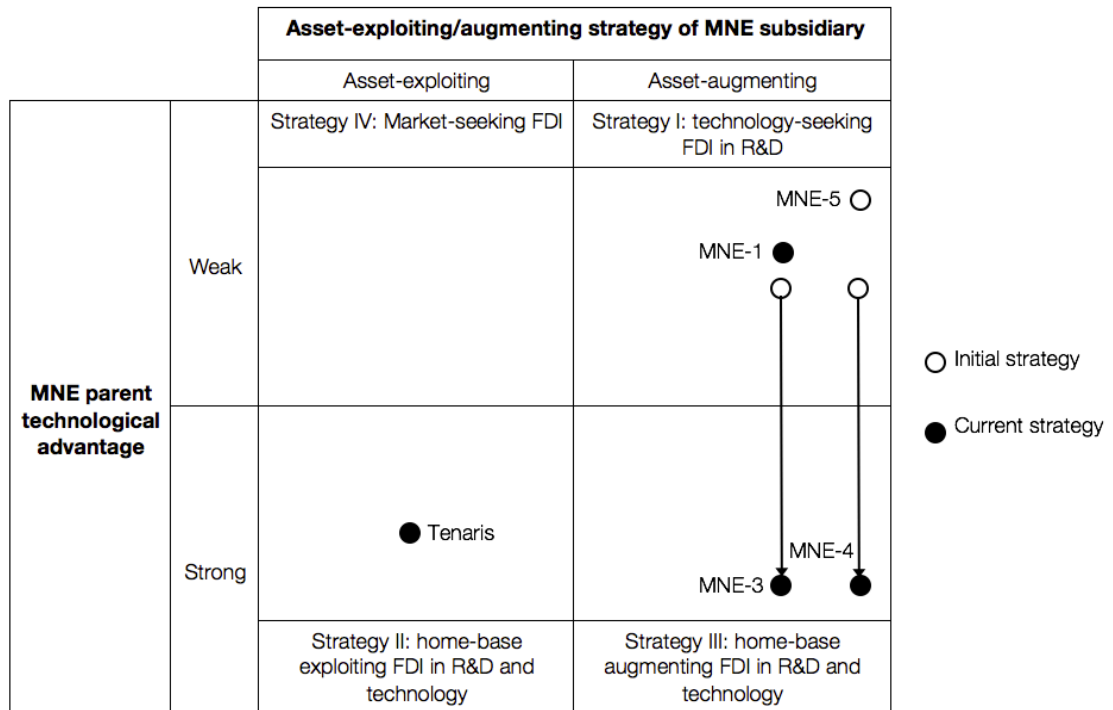 Asset-exploiting/augmenting strategy of MNE subsidiary
Asset-exploiting
Asset-augmenting
Strategy IV: Market-seeking FDI
Strategy I: technology-seeking
FDI in R&D
MNE-5
MNE-1
Weak
Initial strategy
MNE parent
technological
advantage
Current strategy
Tenaris
MNE-4
Strong
MNE-3
Strategy II: home-base
exploiting FDI in R&D and
technology
Strategy III: home-base
augmenting FDI in R&D and
technology